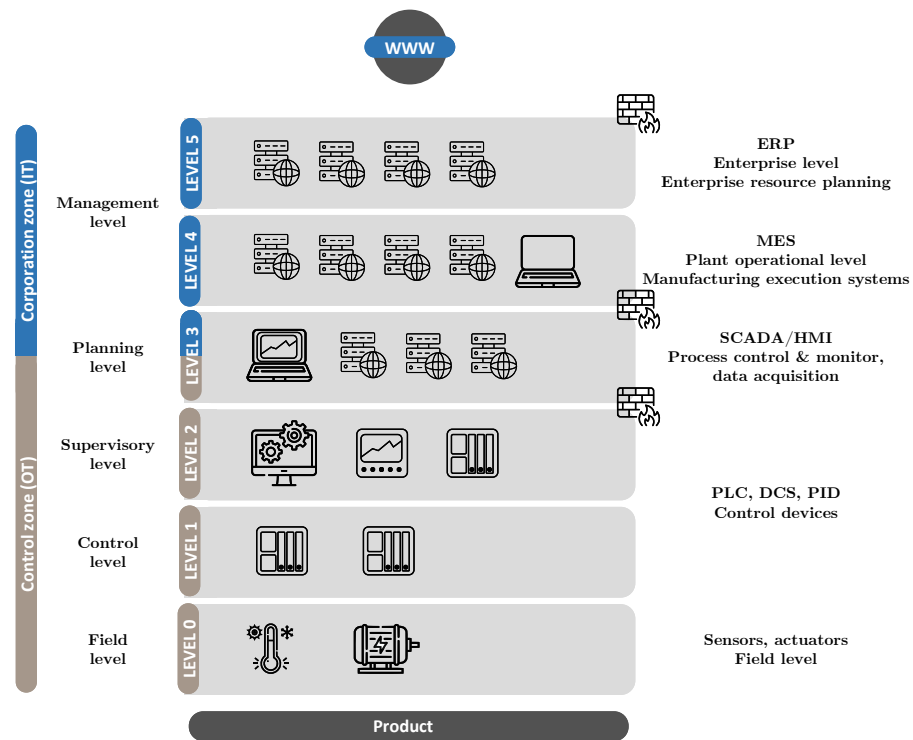 WWW
Corporation zone (IT)
Control zone (OT)
Management
level
LEVEL 5
ERP
Enterprise level
Enterprise resource planning
LEVEL 4
MES
Plant operational level
Manufacturing execution systems
Planning
level
LEVEL 3
SCADA/HMI
Process control & monitor,
data acquisition
Supervisory
level
LEVEL 2
PLC, DCS, PID
Control devices
Control
level
LEVEL 1
Field
level
LEVEL 0
Sensors, actuators
Field level
Product